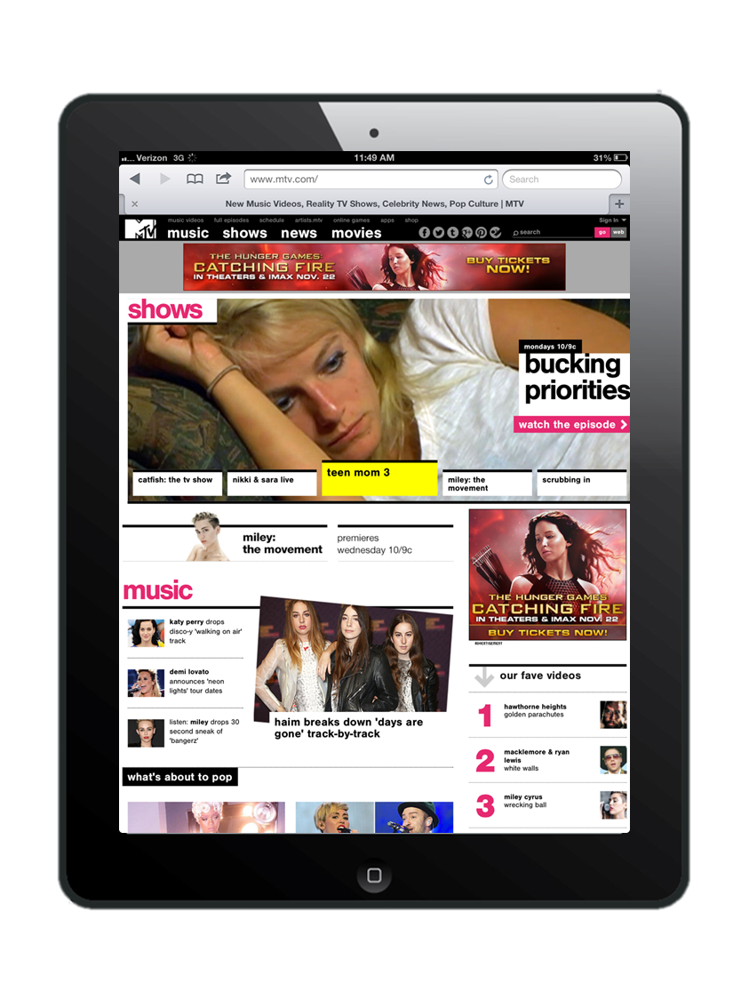 Verizon 3G 11:49 AM 31%
www.mtv.com/ Search
New Music Videos, Reality TV Shows, Celebrity News, Pop Culture | MTV
music videos full episodes schedule artists.mtv online games apps shop Sign In
MTV music shows news movies search go web
THE HUNGER GAMES:
CATCHING FIRE
IN THEATERS & IMAX NOV. 22
BUY TICKETS
NOW!
shows
mondays 10/9c
bucking
priorities
watch the episode
catfish: the tv show
nikki & sara live
teen mom 3
miley: the
movement
scrubbing in
miley:
the movement
premieres
wednesday 10/9c
THE HUNGER GAMES
CATCHING FIRE
IN THEATERS & IMAX NOV. 22
BUY TICKETS NOW!
ADVERTISEMENT
music
katy perry drops
disco-y 'walking on air'
track
demi lovato
announces 'neon
lights' tour dates
listen: miley drops 30
second sneak of
'bangerz'
haim breaks down 'days are
gone' track-by-track
our fave videos
1 hawthorne heights
golden parachutes
2 macklemore & ryan
lewis
white walls
3 miley cyrus
wrecking ball
what's about to pop